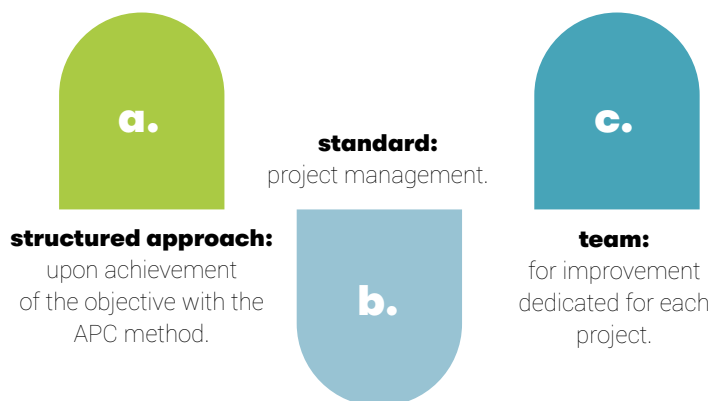 a.
structured approach:
upon achievement
of the objective with the
APC method.
standard:
project management.
b.
c.
team:
for improvement
dedicated for each
project.